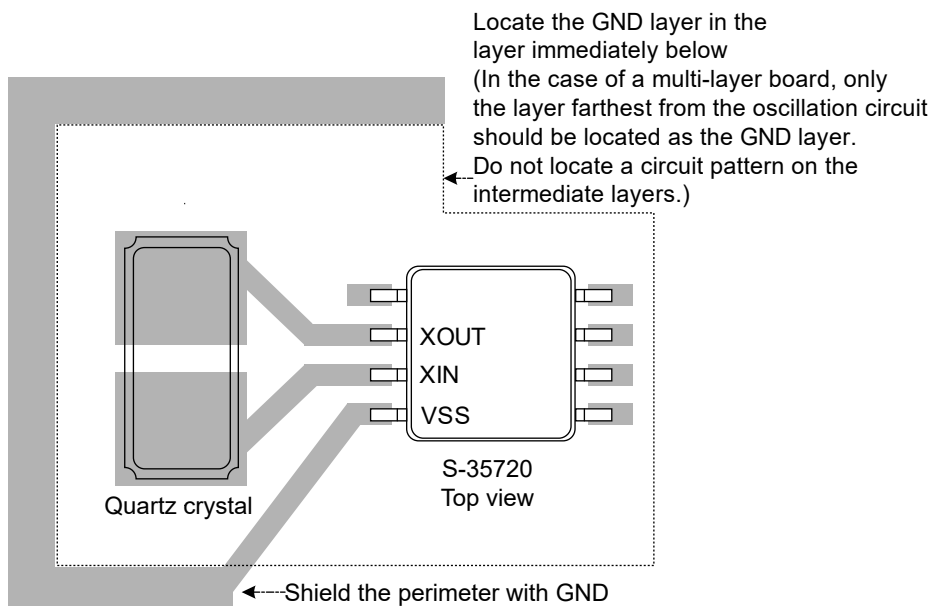 Locate the GND layer in the
layer immediately below
(In the case of a multi-layer board, only
the layer farthest from the oscillation circuit
should be located as the GND layer.
Do not locate a circuit pattern on the
intermediate layers.)
XOUT
XIN
VSS
S-35720
Top view
Quartz crystal
Shield the perimeter with GND